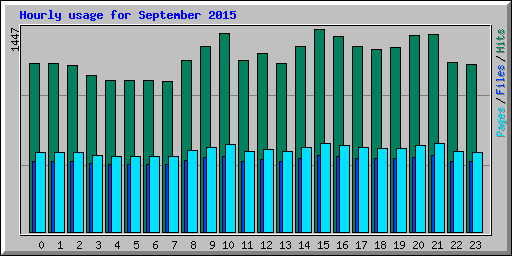 Hourly usage for September 2015
1447
Pages/Files/Hits
0 1 2 3 4 5 6 7 8 9 10 11 12 13 14 15 16 17 18 19 20 21 22 23